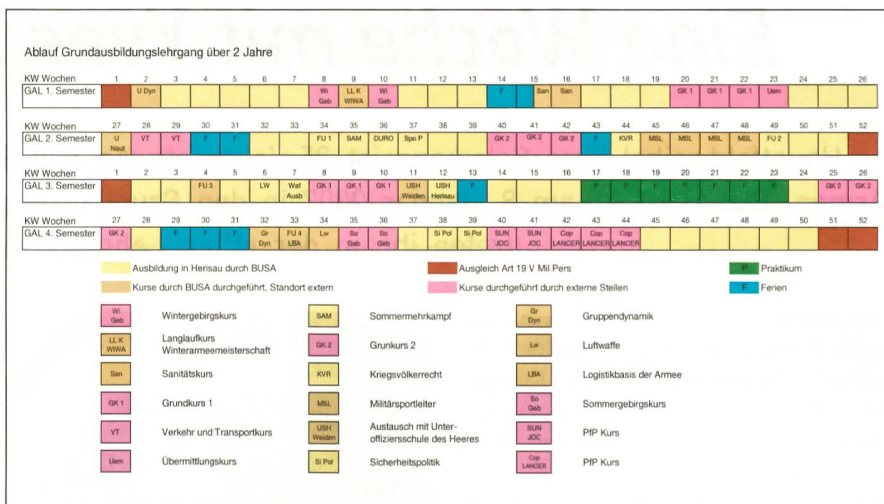 Ablauf Grundausbildungslehrgang über 2 Jahre
KW Wochen 1 2 3 4 5 6 7 8 9 10 11 12 13 14 15 16 17 18 19 20 21 22 23 24 25 26
GAL 1. Semester U Dyn Wi Geb LL K WIWA Wi Geb F San San GK 1 GK 1 GK 1 Uem
KW Wochen 27 28 29 30 31 32 33 34 35 36 37 38 39 40 41 42 43 44 45 46 47 48 49 50 51 52
GAL 2. Semester U Naut VT VT F F FU 1 SAM DURO Spo P GK 2 GK 2 GK 2 F KVR MSL MSL MSL MSL FU 2
KW Wochen 1 2 3 4 5 6 7 8 9 10 11 12 13 14 15 16 17 18 19 20 21 22 23 24 25 26
GAL 3. Semester FU 3 LW Waf Ausb GK 1 GK 1 GK 1 USH Weiden USH Herisau F P P P P P P P GK 2 GK 2
KW Wochen 27 28 29 30 31 32 33 34 35 36 37 38 39 40 41 42 43 44 45 46 47 48 49 50 51 52
GAL 4. Semester GK 2 F F F Gr Dyn FU 4 LBA Lw So Geb So Geb Si Pol Si Pol SUN JOC SUN JOC Cop LANCER Cop LANCER Cop LANCER
Ausbildung in Herisau durch BUSA Ausgleich Art 19 V Mil Pers P Praktikum
Kurse durch BUSA durchgeführt, Standort extern Kurse durchgeführt durch externe Stellen F Ferien
Wi Geb Wintergebirgskurs SAM Sommermehrkampf Gr Dyn Gruppendynamik
LL K WIWA Langlaufkurs Winterarmeemeisterschaft GK 2 Grunkurs 2 Lw Luftwaffe
San Sanitätskurs KVR Kriegsvölkerrecht LBA Logistikbasis der Armee
GK 1 Grundkurs 1 MSL Militärsportleiter So Geb Sommergebirgskurs
VT Verkehr und Transportkurs USH Weiden Austausch mit Unteroffiziersschule des Heeres SUN JOC PfP Kurs
Uem Übermittlungskurs Si Pol Sicherheitspolitik Cop LANCER PfP Kurs